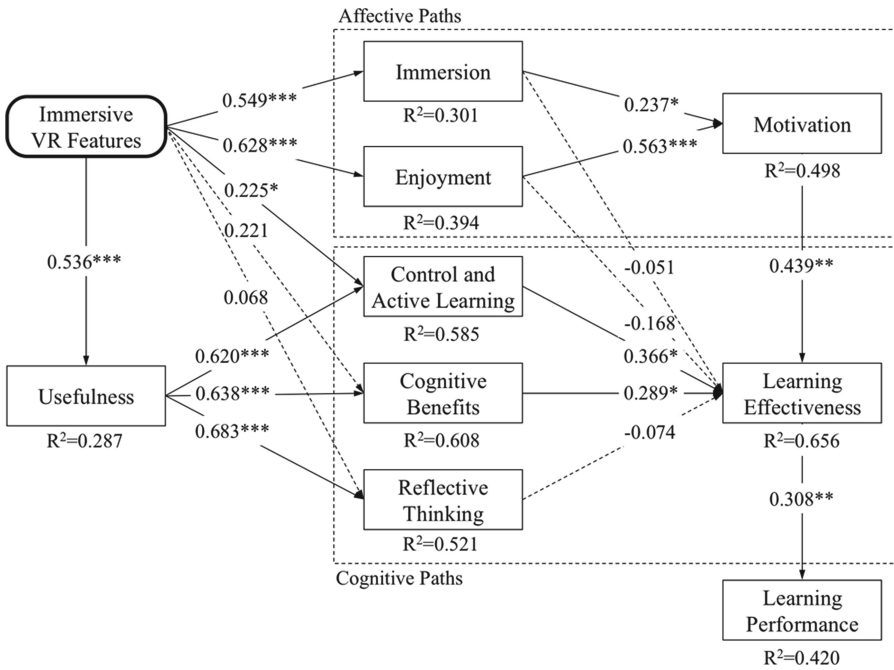 Affective Paths
Immersive
VR Features
Immersion
R²=0.301
Enjoyment
R²=0.394
Motivation
R²=0.498
0.549***
0.628***
0.225*
0.221
0.068
0.536***
0.237*
0.563***
-0.051
-0.168
0.439**
Control and
Active Learning
R²=0.585
Usefulness
R²=0.287
0.620***
0.638***
0.683***
Cognitive
Benefits
R²=0.608
Reflective
Thinking
R²=0.521
0.366*
0.289*
-0.074
Learning
Effectiveness
R²=0.656
0.308**
Cognitive Paths
Learning
Performance
R²=0.420